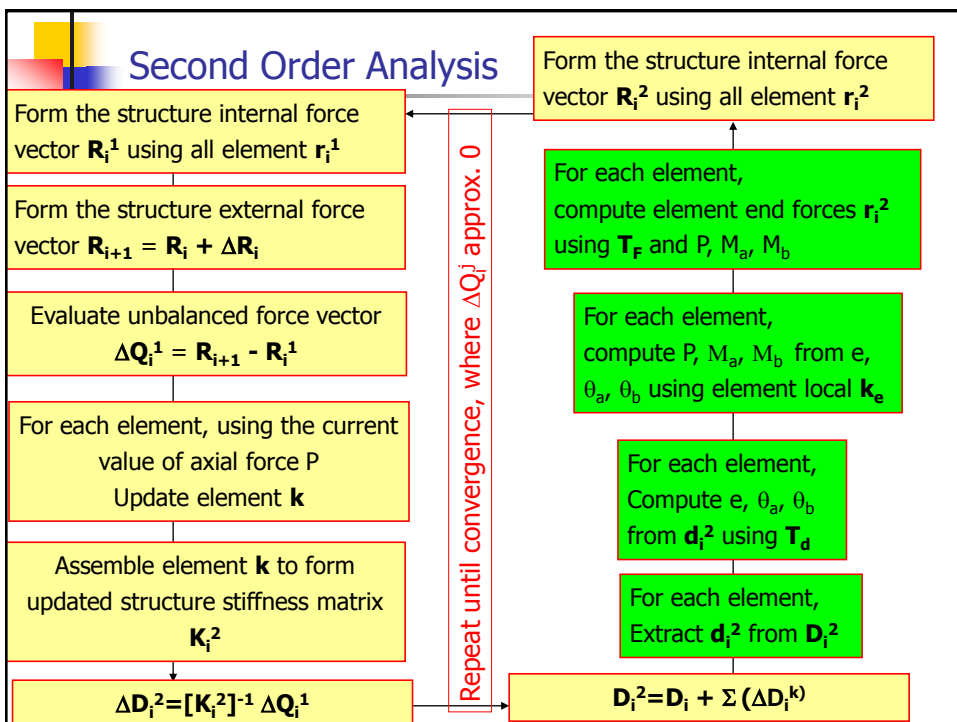 Second Order Analysis
Form the structure internal force
vector Rᵢ¹ using all element rᵢ¹
Form the structure external force
vector Rᵢ₊₁ = Rᵢ + ΔRᵢ
Evaluate unbalanced force vector
ΔQᵢ¹ = Rᵢ₊₁ - Rᵢ¹
For each element, using the current
value of axial force P
Update element k
Assemble element k to form
updated structure stiffness matrix
Kᵢ²
ΔDᵢ²=[Kᵢ²]⁻¹ ΔQᵢ¹
Repeat until convergence, where ΔQᵢʲ approx. 0
Dᵢ²=Dᵢ + Σ (ΔDᵢᵏ⁾
For each element,
Extract dᵢ² from Dᵢ²
For each element,
Compute e, θₐ, θ_b
from dᵢ² using T_d
For each element,
compute P, Mₐ, M_b from e,
θₐ, θ_b using element local kₑ
For each element,
compute element end forces rᵢ²
using T_F and P, Mₐ, M_b
Form the structure internal force
vector Rᵢ² using all element rᵢ²